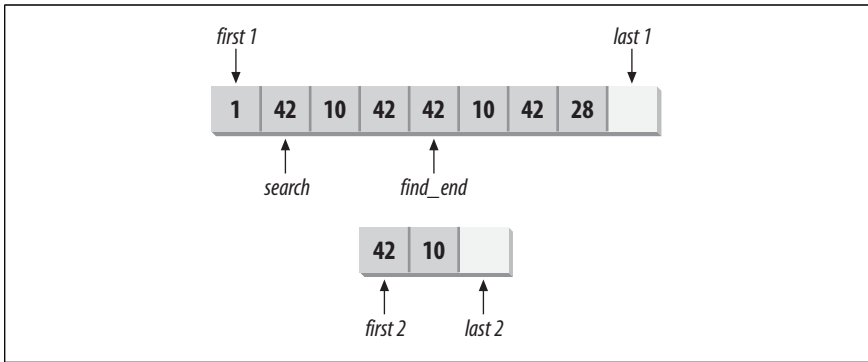 first 1 last 1
1 42 10 42 42 10 42 28
search find_end
42 10
first 2 last 2